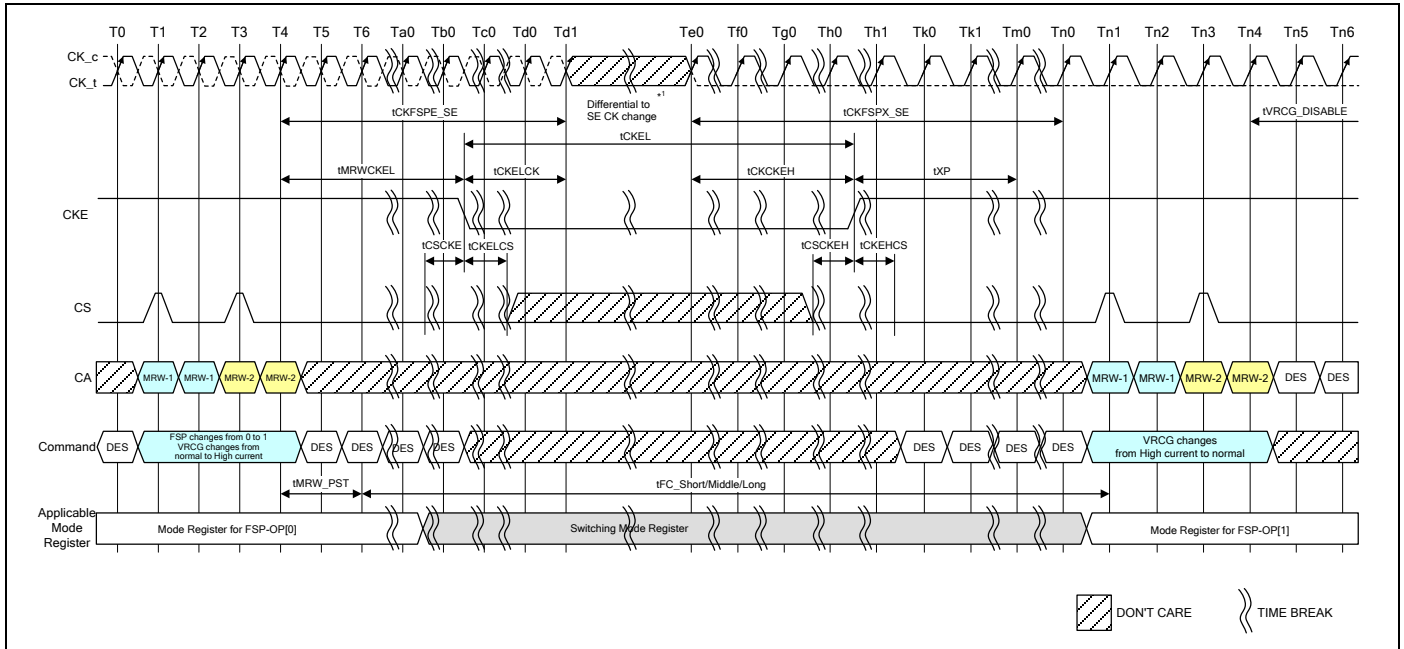 T0 T1 T2 T3 T4 T5 T6 Ta0 Tb0 Tc0 Td0 Td1 Te0 Tf0 Tg0 Th0 Th1 Tk0 Tk1 Tm0 Tn0 Tn1 Tn2 Tn3 Tn4 Tn5 Tn6
CK_c
CK_t
tCKFSPE_SE
Differential to *1
SE CK change
tCKFSPX_SE
tVRCG_DISABLE
tCKEL
tMRWCKEL
tCKELCK
tCKCKEH
tXP
CKE
tCSCKE
tCKELCS
tCSCKEH
tCKEHCS
CS
CA
MRW-1 MRW-1 MRW-2 MRW-2 MRW-1 MRW-1 MRW-2 MRW-2 DES DES
Command
DES
FSP changes from 0 to 1
VRCG changes from
normal to High current
DES DES DES DES DES DES DES DES
VRCG changes
from High current to normal
tMRW_PST
tFC_Short/Middle/Long
Applicable
Mode
Register
Mode Register for FSP-OP[0]
Switching Mode Register
Mode Register for FSP-OP[1]
DON'T CARE
TIME BREAK